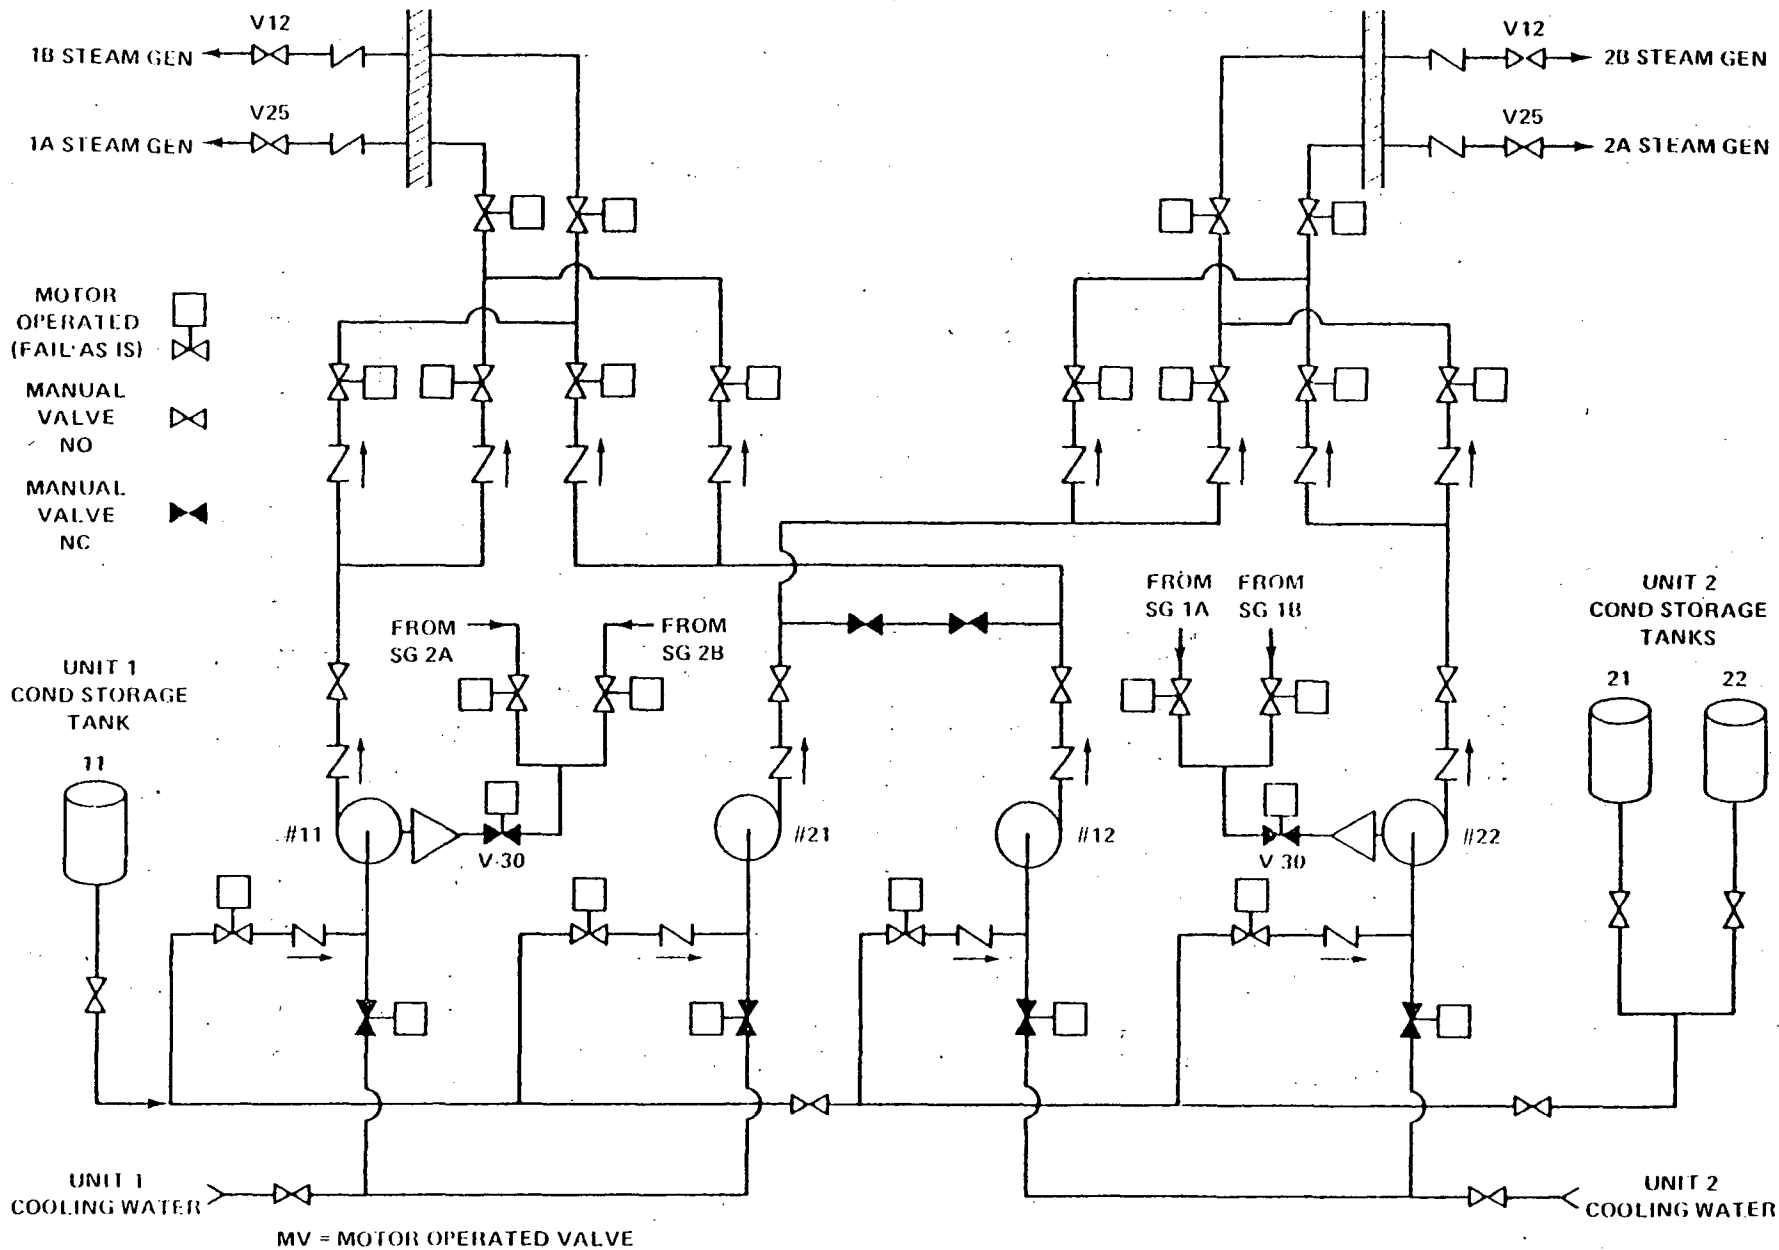 V12
1B STEAM GEN
V25
1A STEAM GEN
V12
2B STEAM GEN
V25
2A STEAM GEN
MOTOR
OPERATED
(FAIL AS IS)
MANUAL
VALVE
NO
MANUAL
VALVE
NC
FROM
SG 2A
FROM
SG 2B
FROM
SG 1A
FROM
SG 1B
UNIT 1
COND STORAGE
TANK
11
UNIT 2
COND STORAGE
TANKS
21
22
#11
V-30
#21
#12
V-30
#22
UNIT 1
COOLING WATER
UNIT 2
COOLING WATER
MV = MOTOR OPERATED VALVE